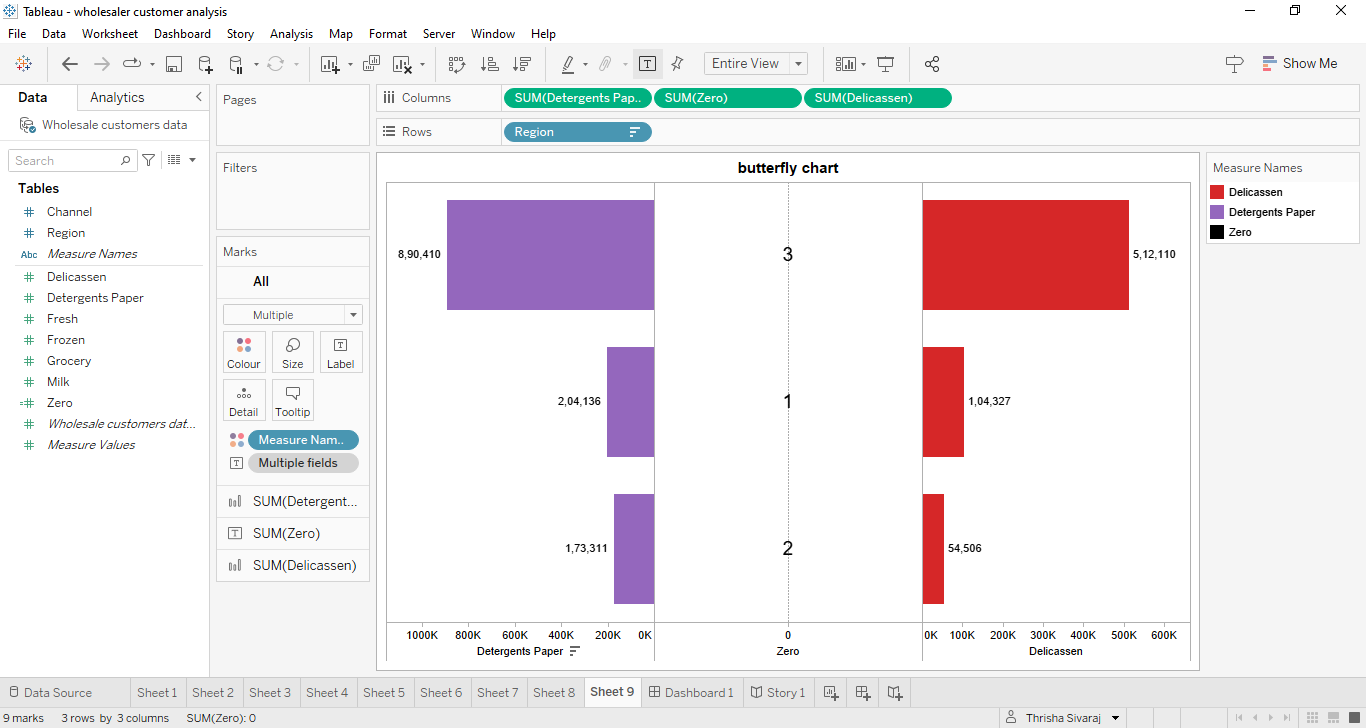 Tableau - wholesaler customer analysis
File Data Worksheet Dashboard Story Analysis Map Format Server Window Help
Entire View
Show Me
Data Analytics
Wholesale customers data
Search
Tables
Channel
Region
Abc Measure Names
Delicassen
Detergents Paper
Fresh
Frozen
Grocery
Milk
Zero
Wholesale customers dat...
Measure Values
Pages
Filters
Marks
All
Multiple
Colour Size Label
Detail Tooltip
Measure Nam..
Multiple fields
SUM(Detergent...
SUM(Zero)
SUM(Delicassen)
Columns SUM(Detergents Pap.. SUM(Zero) SUM(Delicassen)
Rows Region
butterfly chart
8,90,410 3 5,12,110
2,04,136 1 1,04,327
1,73,311 2 54,506
1000K 800K 600K 400K 200K 0K 0 0K 100K 200K 300K 400K 500K 600K
Detergents Paper Zero Delicassen
Measure Names
Delicassen
Detergents Paper
Zero
Data Source Sheet 1 Sheet 2 Sheet 3 Sheet 4 Sheet 5 Sheet 6 Sheet 7 Sheet 8 Sheet 9 Dashboard 1 Story 1
9 marks 3 rows by 3 columns SUM(Zero): 0 Thrisha Sivaraj